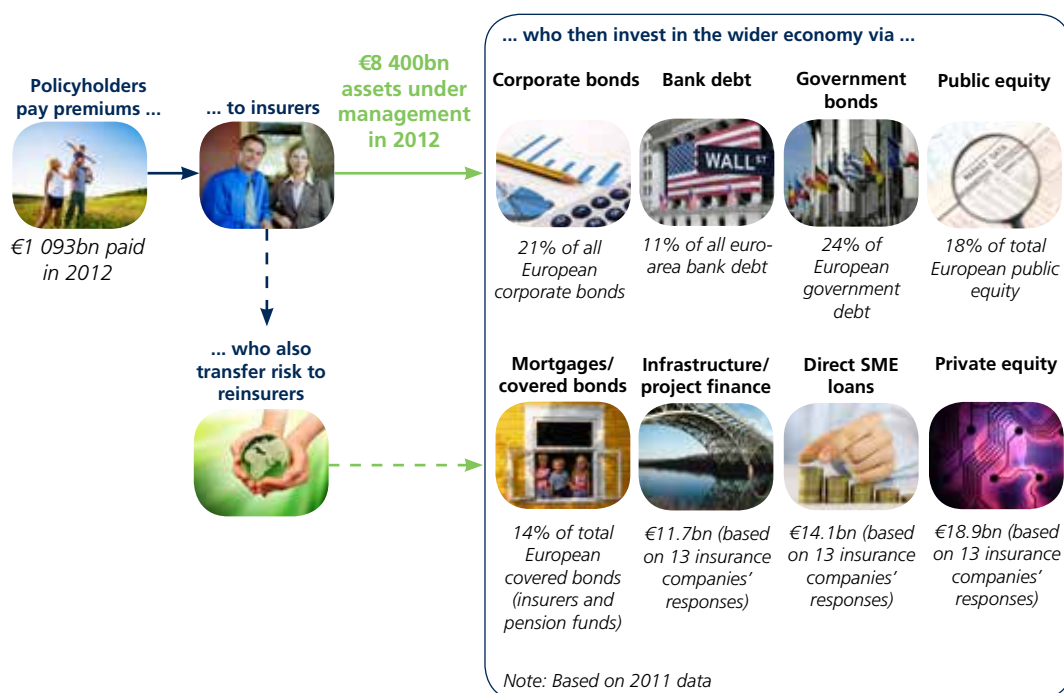 Policyholders
pay premiums ...
€1 093bn paid
in 2012
... to insurers
€8 400bn
assets under
management
in 2012
... who also
transfer risk to
reinsurers
... who then invest in the wider economy via ...
Corporate bonds
21% of all
European
corporate bonds
Bank debt
WALL ST
11% of all euro-
area bank debt
Government
bonds
24% of
European
government
debt
Public equity
MARKET DATA
18% of total
European public
equity
Mortgages/
covered bonds
14% of total
European
covered bonds
(insurers and
pension funds)
Infrastructure/
project finance
€11.7bn (based
on 13 insurance
companies’
responses)
Direct SME
loans
€14.1bn (based
on 13 insurance
companies’
responses)
Private equity
€18.9bn (based
on 13 insurance
companies’
responses)
Note: Based on 2011 data